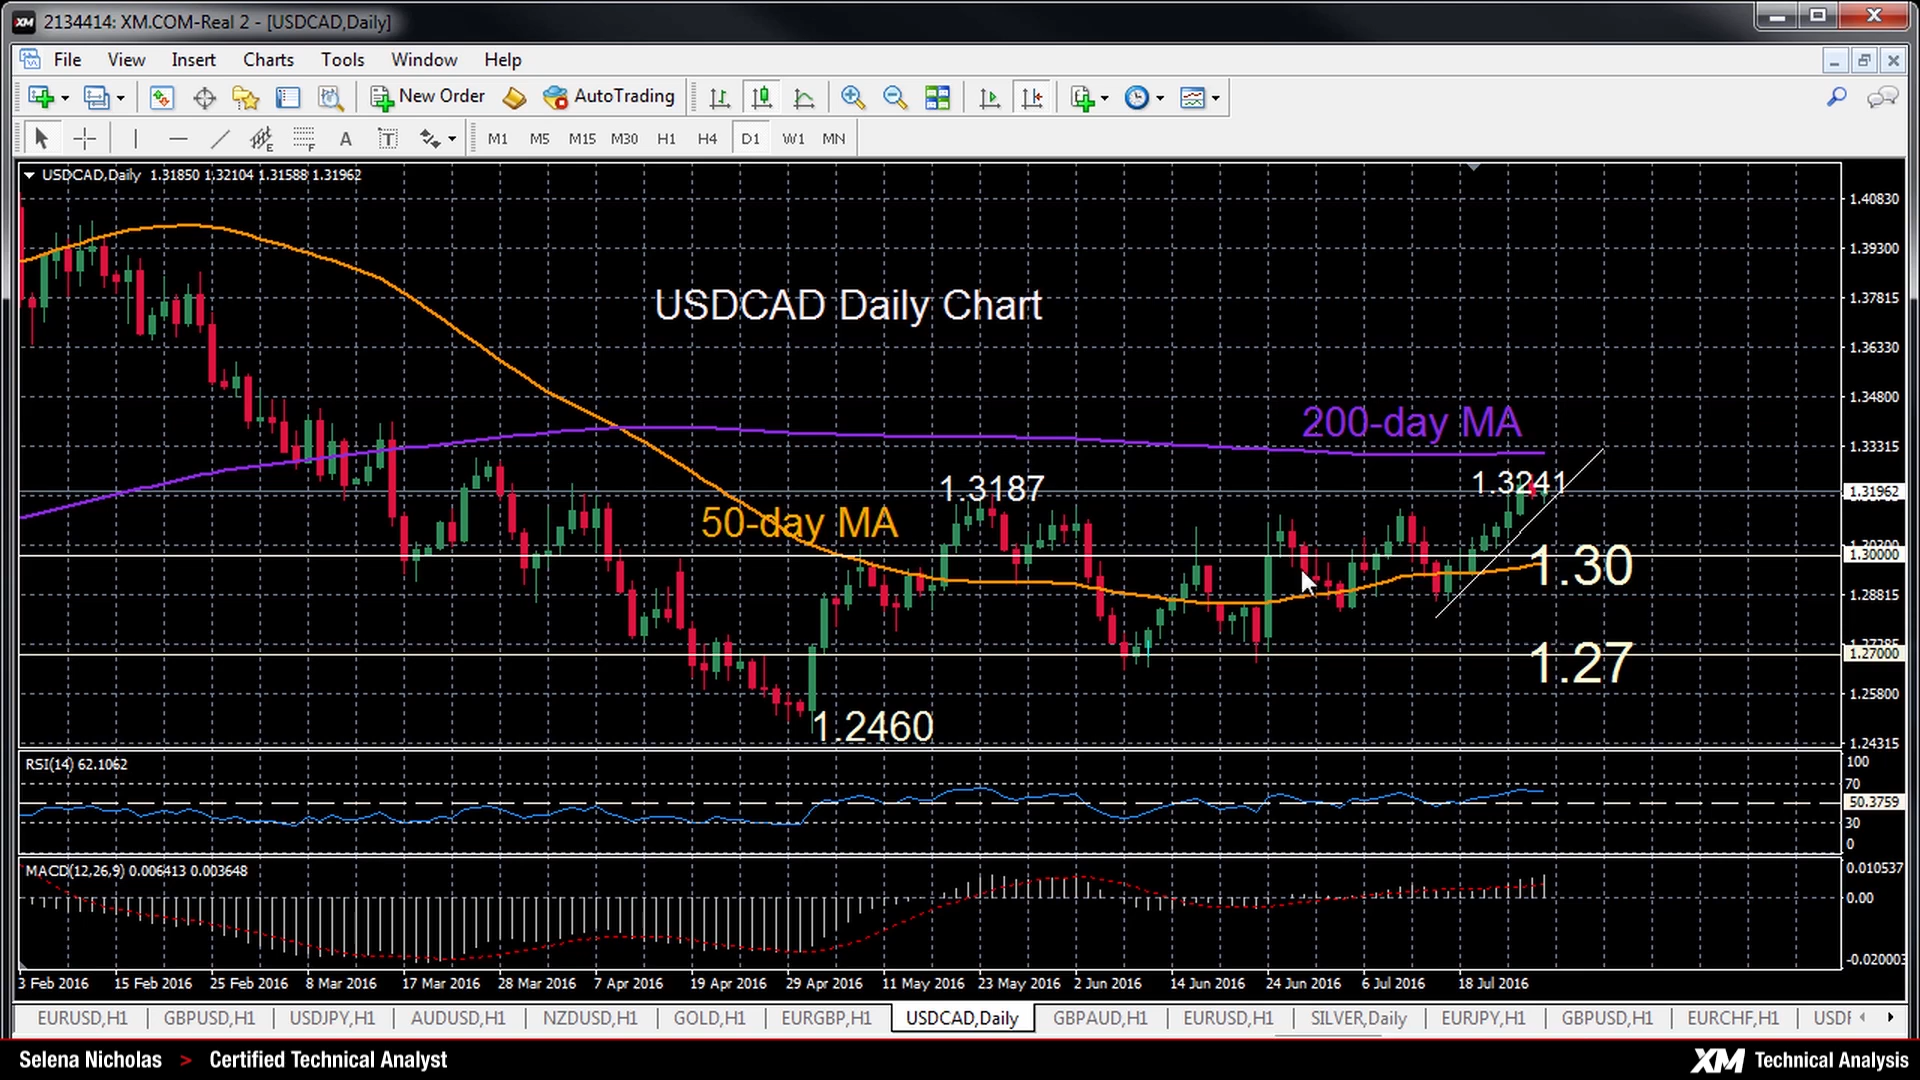 2134414: XM.COM-Real 2 - [USDCAD,Daily]
File View Insert Charts Tools Window Help
New Order AutoTrading
E F A T M1 M5 M15 M30 H1 H4 D1 W1 MN
USDCAD,Daily 1.31850 1.32104 1.31588 1.31962
1.40830
1.39300
1.37815
USDCAD Daily Chart
1.36330
1.34800
200-day MA
1.33315
1.3187
1.3241
1.31962
50-day MA
1.30000
1.30
1.28815
1.27
1.27000
1.25800
1.2460
1.24315
RSI(14) 62.1062
100
70
50.3759
30
0
MACD(12,26,9) 0.006413 0.003648
0.010537
0.00
3 Feb 2016 15 Feb 2016 25 Feb 2016 8 Mar 2016 17 Mar 2016 28 Mar 2016 7 Apr 2016 19 Apr 2016 29 Apr 2016 11 May 2016 23 May 2016 2 Jun 2016 14 Jun 2016 24 Jun 2016 6 Jul 2016 18 Jul 2016
EURUSD,H1 GBPUSD,H1 USDJPY,H1 AUDUSD,H1 NZDUSD,H1 GOLD,H1 EURGBP,H1 USDCAD,Daily GBPAUD,H1 EURUSD,H1 SILVER,Daily EURJPY,H1 GBPUSD,H1 EURCHF,H1
Selena Nicholas > Certified Technical Analyst
XM Technical Analysis